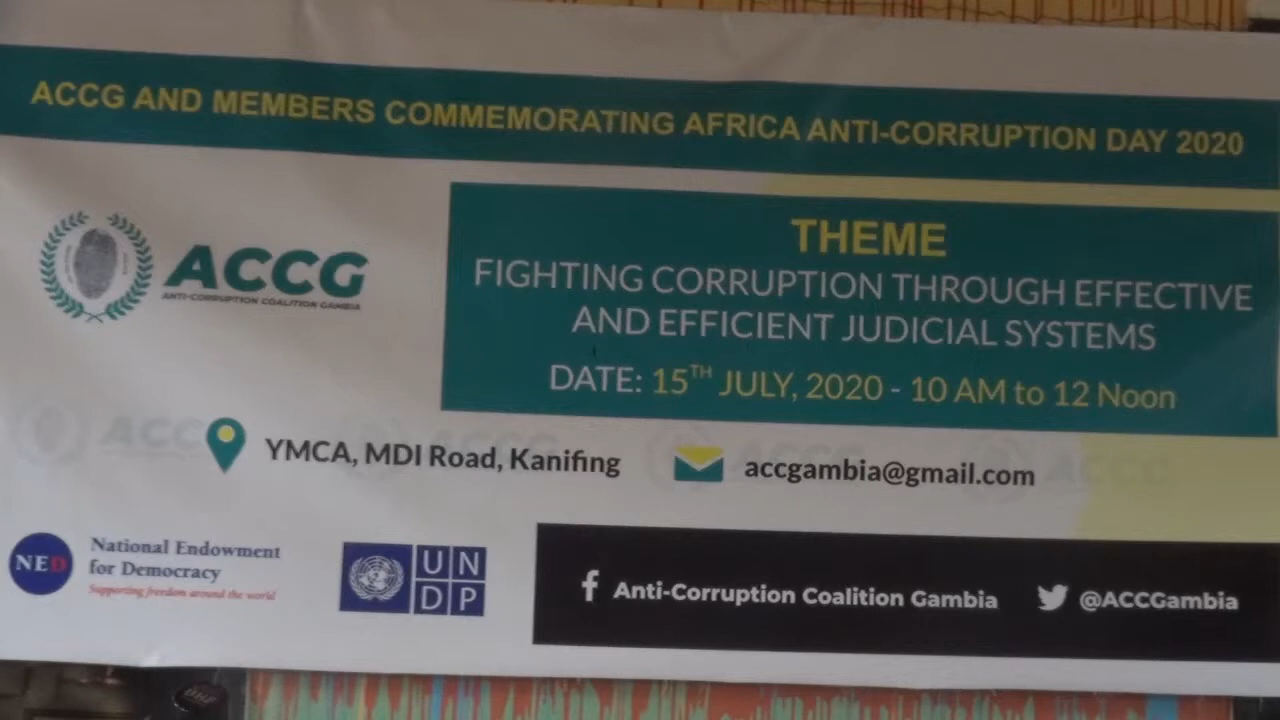 ACCG AND MEMBERS COMMEMORATING AFRICA ANTI-CORRUPTION DAY 2020
ACCG
ANTI-CORRUPTION COALITION GAMBIA
THEME
FIGHTING CORRUPTION THROUGH EFFECTIVE
AND EFFICIENT JUDICIAL SYSTEMS
DATE: 15TH JULY, 2020 - 10 AM to 12 Noon
YMCA, MDI Road, Kanifing
accgambia@gmail.com
NED
National Endowment
for Democracy
Supporting freedom around the world
UN
DP
Anti-Corruption Coalition Gambia
@ACCGambia